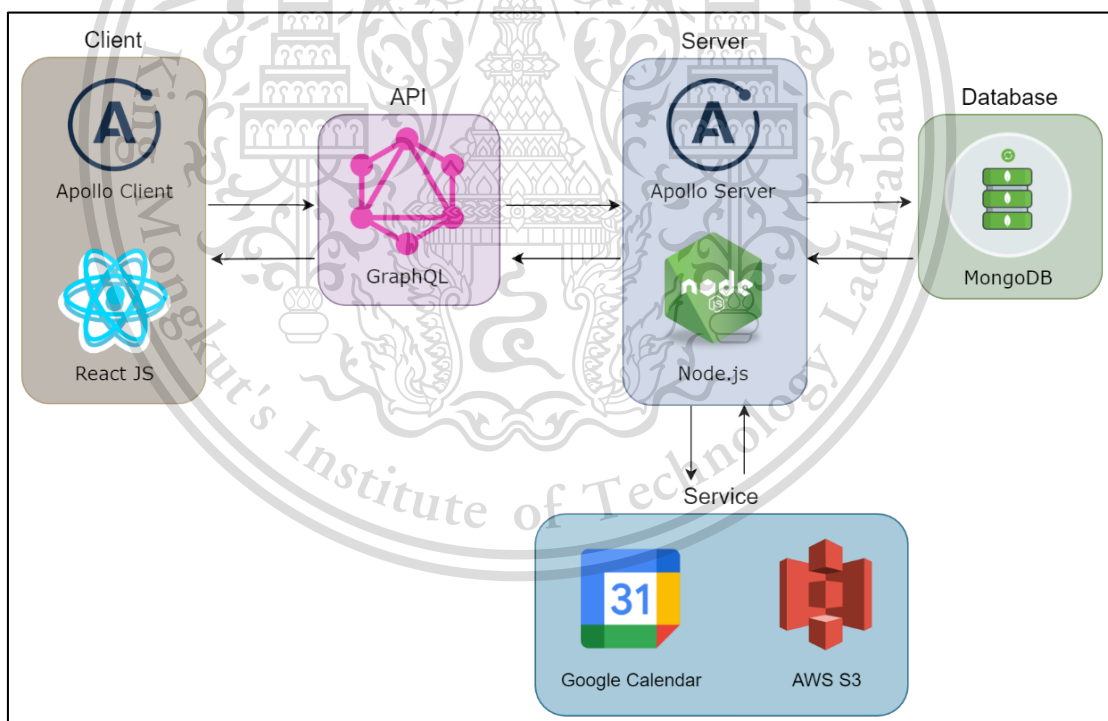 Client
Apollo Client
React JS
API
GraphQL
Server
Apollo Server
node
JS
Node.js
Database
MongoDB
Service
31
Google Calendar
AWS S3
King Mongkut's Institute of Technology Ladkrabang